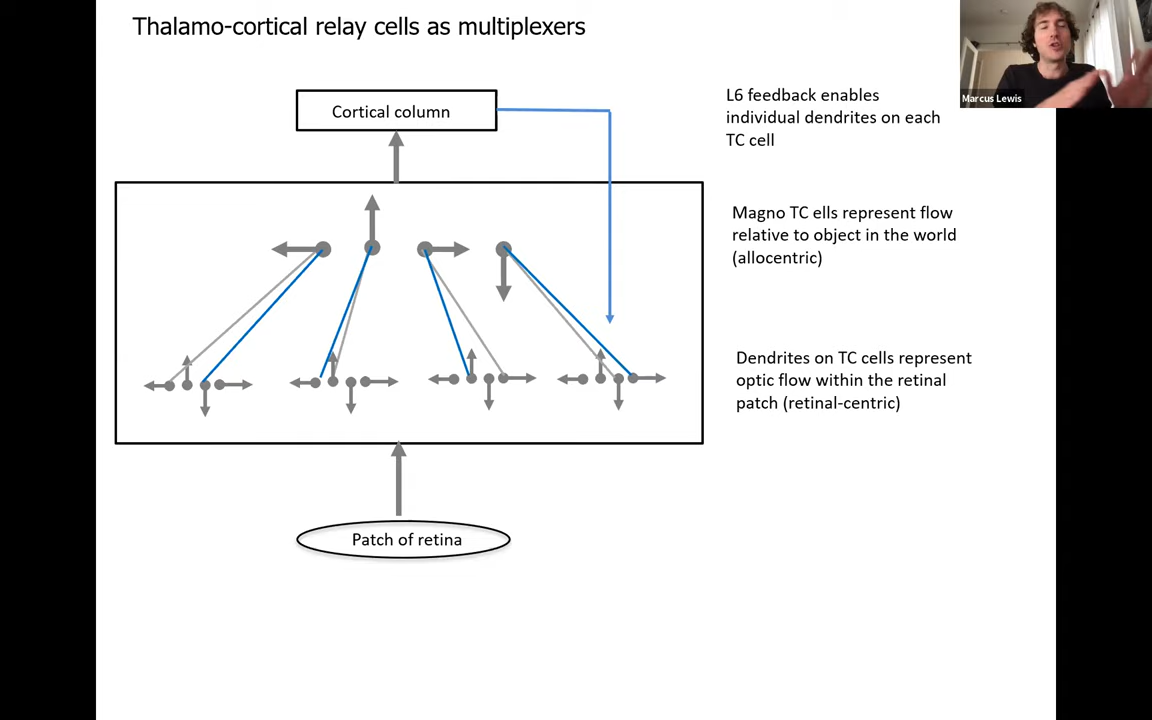 Thalamo-cortical relay cells as multiplexers
Marcus Lewis
Cortical column
L6 feedback enables
individual dendrites on each
TC cell
Magno TC ells represent flow
relative to object in the world
(allocentric)
Dendrites on TC cells represent
optic flow within the retinal
patch (retinal-centric)
Patch of retina